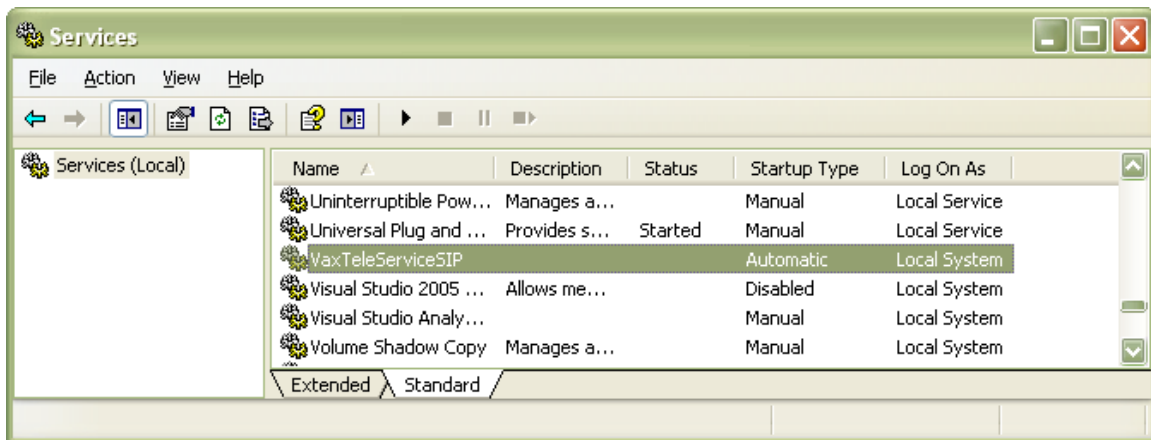 Services
File Action View Help
Services (Local)
Name Description Status Startup Type Log On As
Uninterruptible Pow... Manages a... Manual Local Service
Universal Plug and ... Provides s... Started Manual Local Service
VaxTeleServiceSIP Automatic Local System
Visual Studio 2005 ... Allows me... Disabled Local System
Visual Studio Analy... Manual Local System
Volume Shadow Copy Manages a... Manual Local System
Extended Standard